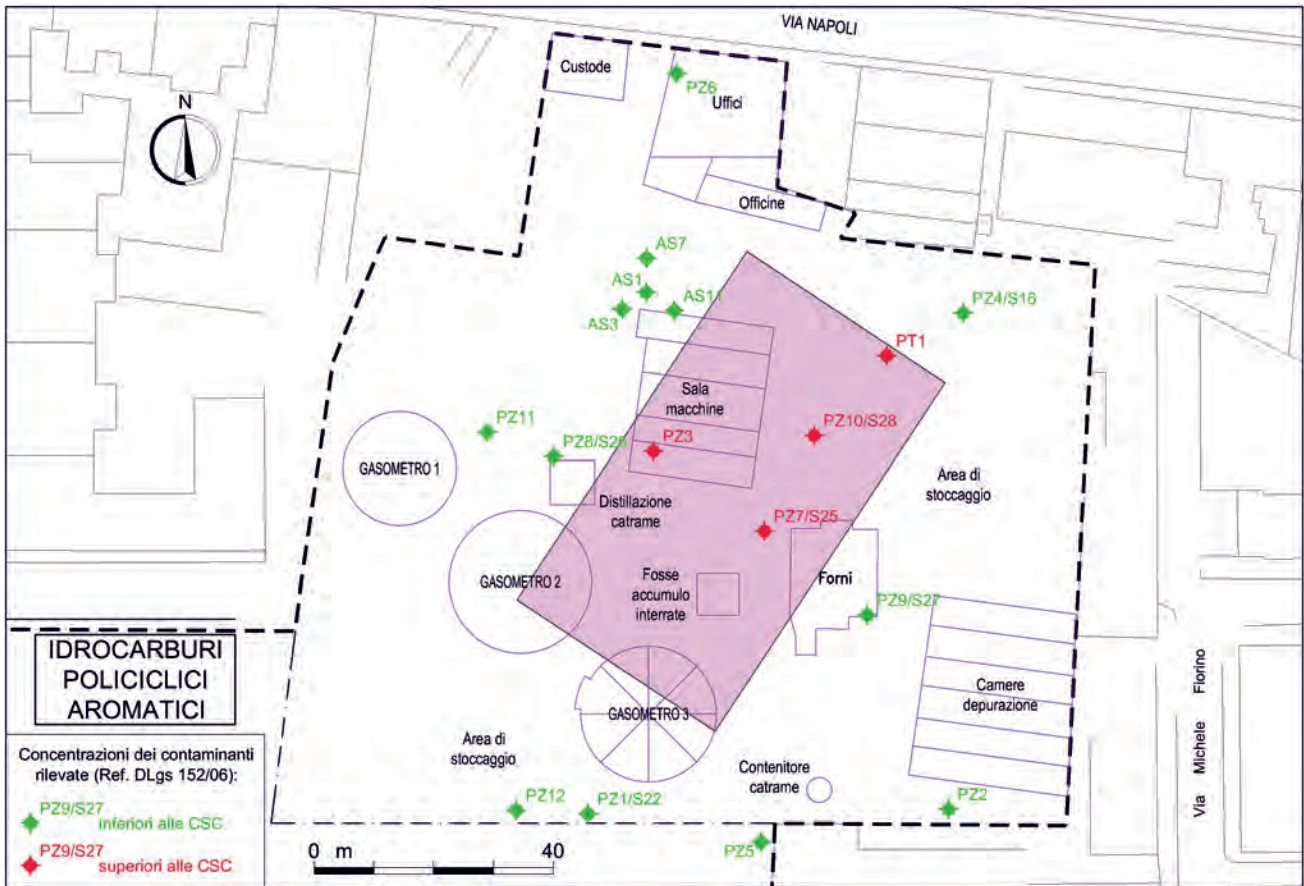 VIA NAPOLI
Custode
N
PZ6
Uffici
Officine
AS7
AS1
AS11
AS3
PZ4/S16
PT1
Sala
macchine
PZ10/S28
PZ11
PZ3
PZ8/S26
GASOMETRO 1
Area di
stoccaggio
Distillazione
catrame
PZ7/S25
GASOMETRO 2
Fosse
accumulo
interrate
Forni
PZ9/S27
IDROCARBURI
POLICICLICI
AROMATICI
Camere
depurazione
Via Michele Fiorino
GASOMETRO 3
Area di
stoccaggio
Concentrazioni dei contaminanti
rilevate (Ref. DLgs 152/06):
Contenitore
catrame
PZ12
PZ1/S22
PZ2
PZ9/S27
inferiori alle CSC
PZ5
0 m 40
PZ9/S27
superiori alle CSC